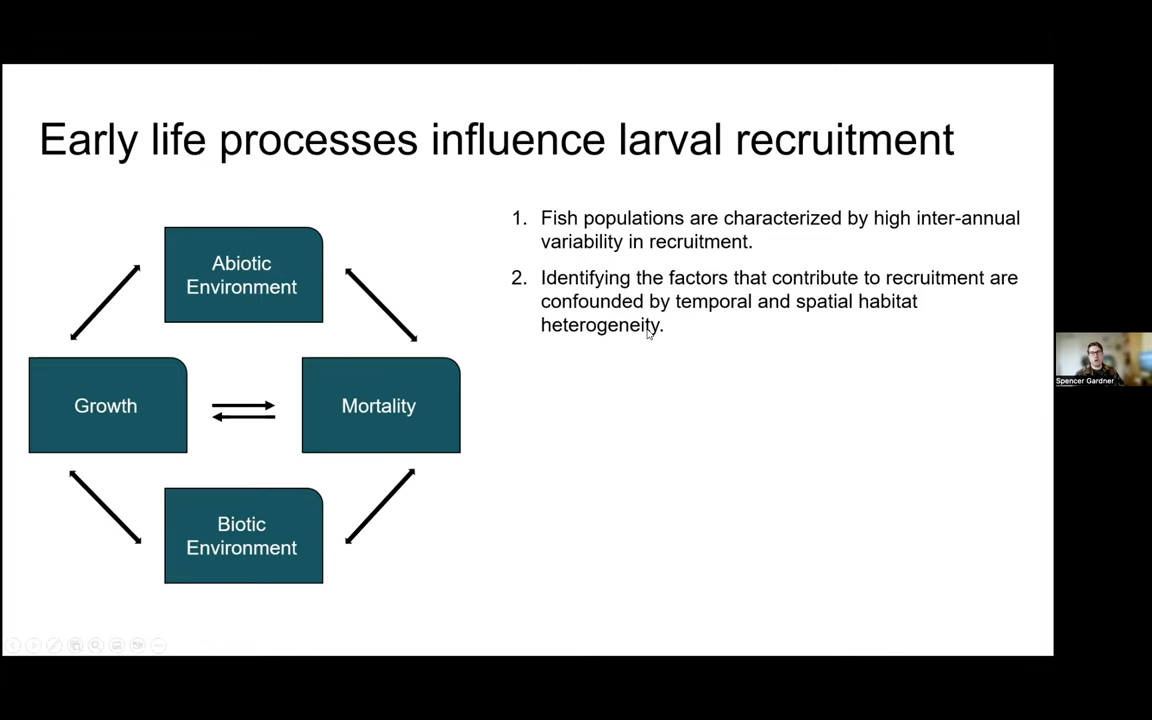 Early life processes influence larval recruitment
Abiotic
Environment
Growth
Mortality
Biotic
Environment
1. Fish populations are characterized by high inter-annual
variability in recruitment.
2. Identifying the factors that contribute to recruitment are
confounded by temporal and spatial habitat
heterogeneity.
Spencer Gardner